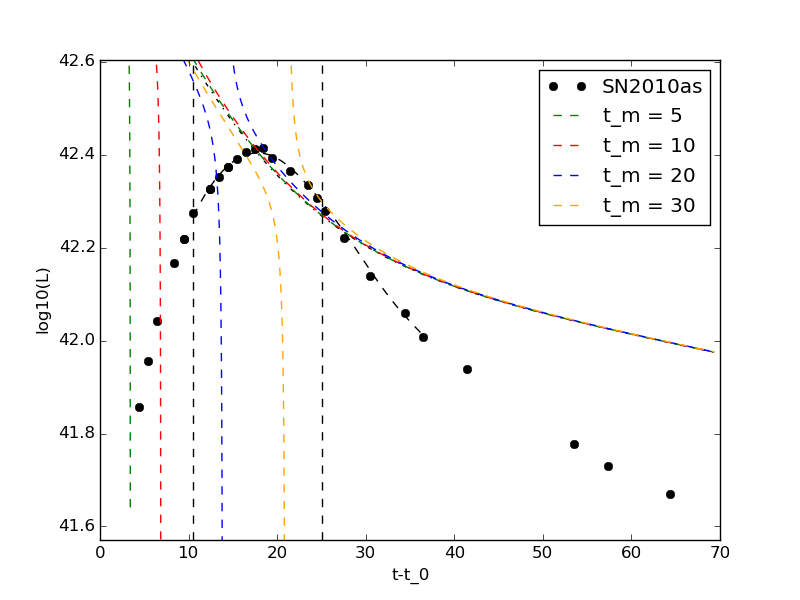 42.6
42.4
42.2
42.0
41.8
41.6
log10(L)
0
10
20
30
40
50
60
70
t-t_0
SN2010as
t_m = 5
t_m = 10
t_m = 20
t_m = 30